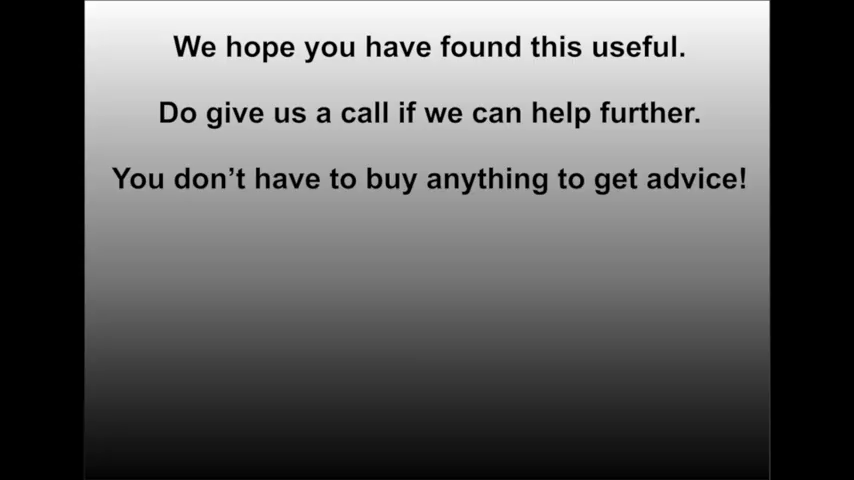 We hope you have found this useful.
Do give us a call if we can help further.
You don’t have to buy anything to get advice!